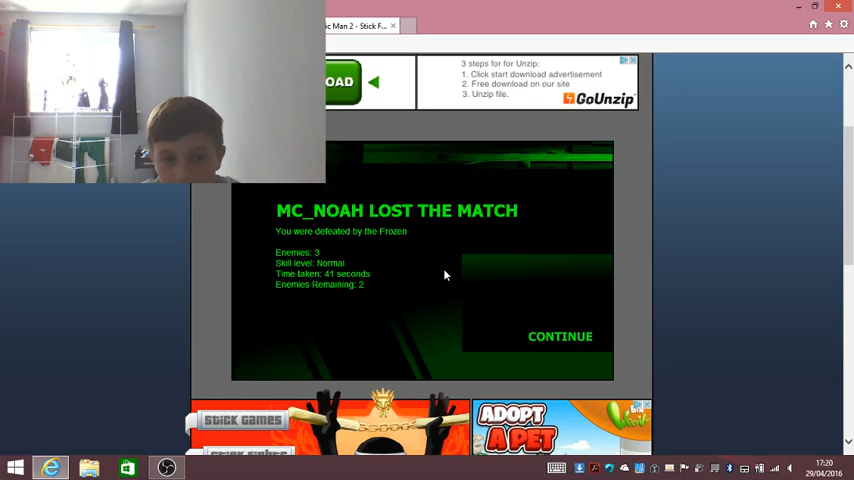 ic Man 2 - Stick F...
OAD
3 steps for for Unzip:
1. Click start download advertisement
2. Free download on our site
3. Unzip file.
GoUnzip
MC_NOAH LOST THE MATCH
You were defeated by the Frozen
Enemies: 3
Skill level: Normal
Time taken: 41 seconds
Enemies Remaining: 2
CONTINUE
STICK GAMES
ADOPT
A PET
17:20
29/04/2016